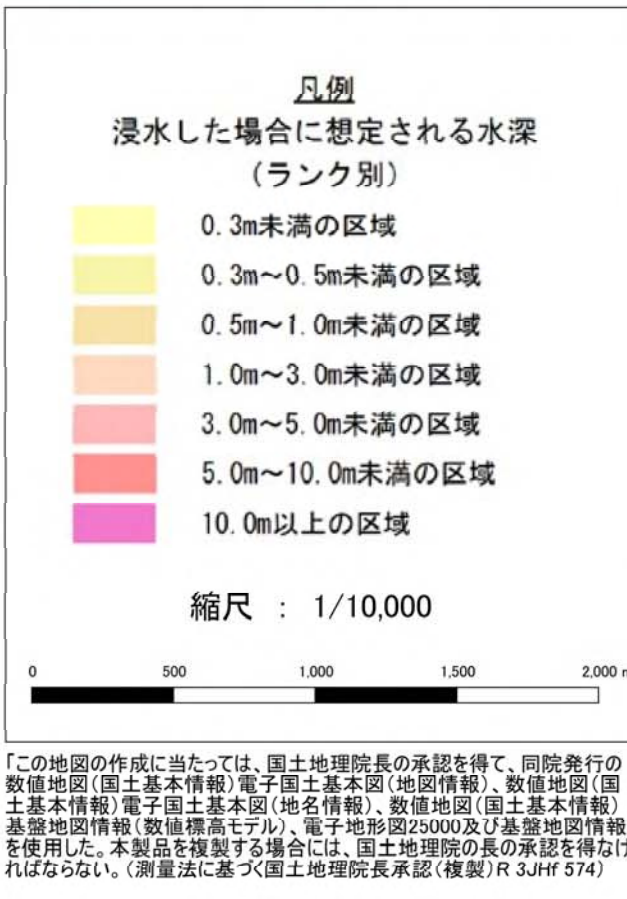 凡例
浸水した場合に想定される水深
（ランク別）
0.3m未満の区域
0.3m～0.5m未満の区域
0.5m～1.0m未満の区域
1.0m～3.0m未満の区域
3.0m～5.0m未満の区域
5.0m～10.0m未満の区域
10.0m以上の区域
縮尺 ： 1/10,000
0 500 1,000 1,500 2,000
「この地図の作成に当たっては、国土地理院長の承認を得て、同院発行の
数値地図(国土基本情報)電子国土基本図(地図情報)、数値地図(国
土基本情報)電子国土基本図(地名情報)、数値地図(国土基本情報)
基盤地図情報(数値標高モデル)、電子地形図25000及び基盤地図情報
を使用した。本製品を複製する場合には、国土地理院の長の承認を得なけ
ればならない。(測量法に基づく国土地理院長承認(複製)R 3JHf 574)